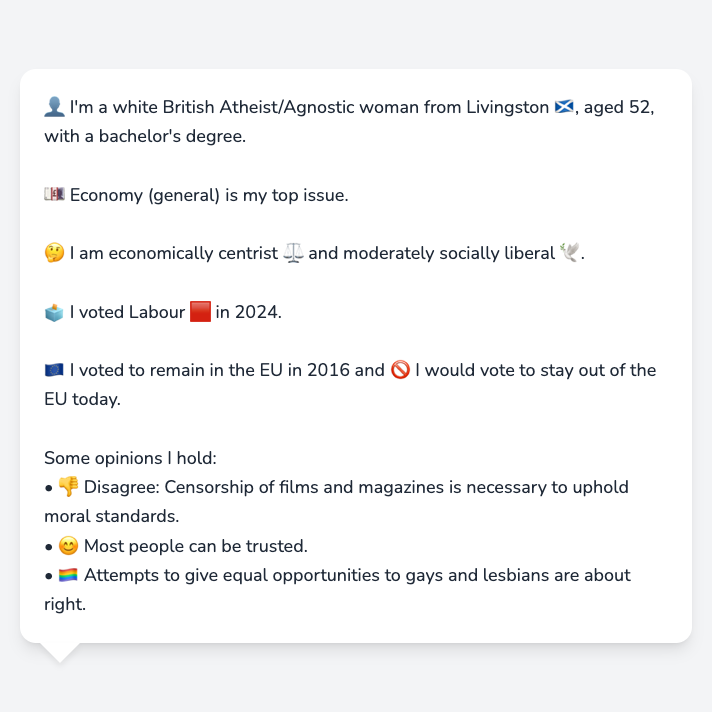 👤 I'm a white British Atheist/Agnostic woman from Livingston 🏴󠁧󠁢󠁳󠁣󠁴󠁿, aged 52,
with a bachelor's degree.
💷 Economy (general) is my top issue.
🤔 I am economically centrist ⚖️ and moderately socially liberal 🕊️.
🗳️ I voted Labour 🟥 in 2024.
🇪🇺 I voted to remain in the EU in 2016 and 🚫 I would vote to stay out of the
EU today.
Some opinions I hold:
• 👎 Disagree: Censorship of films and magazines is necessary to uphold
moral standards.
• 😊 Most people can be trusted.
• 🏳️‍🌈 Attempts to give equal opportunities to gays and lesbians are about
right.